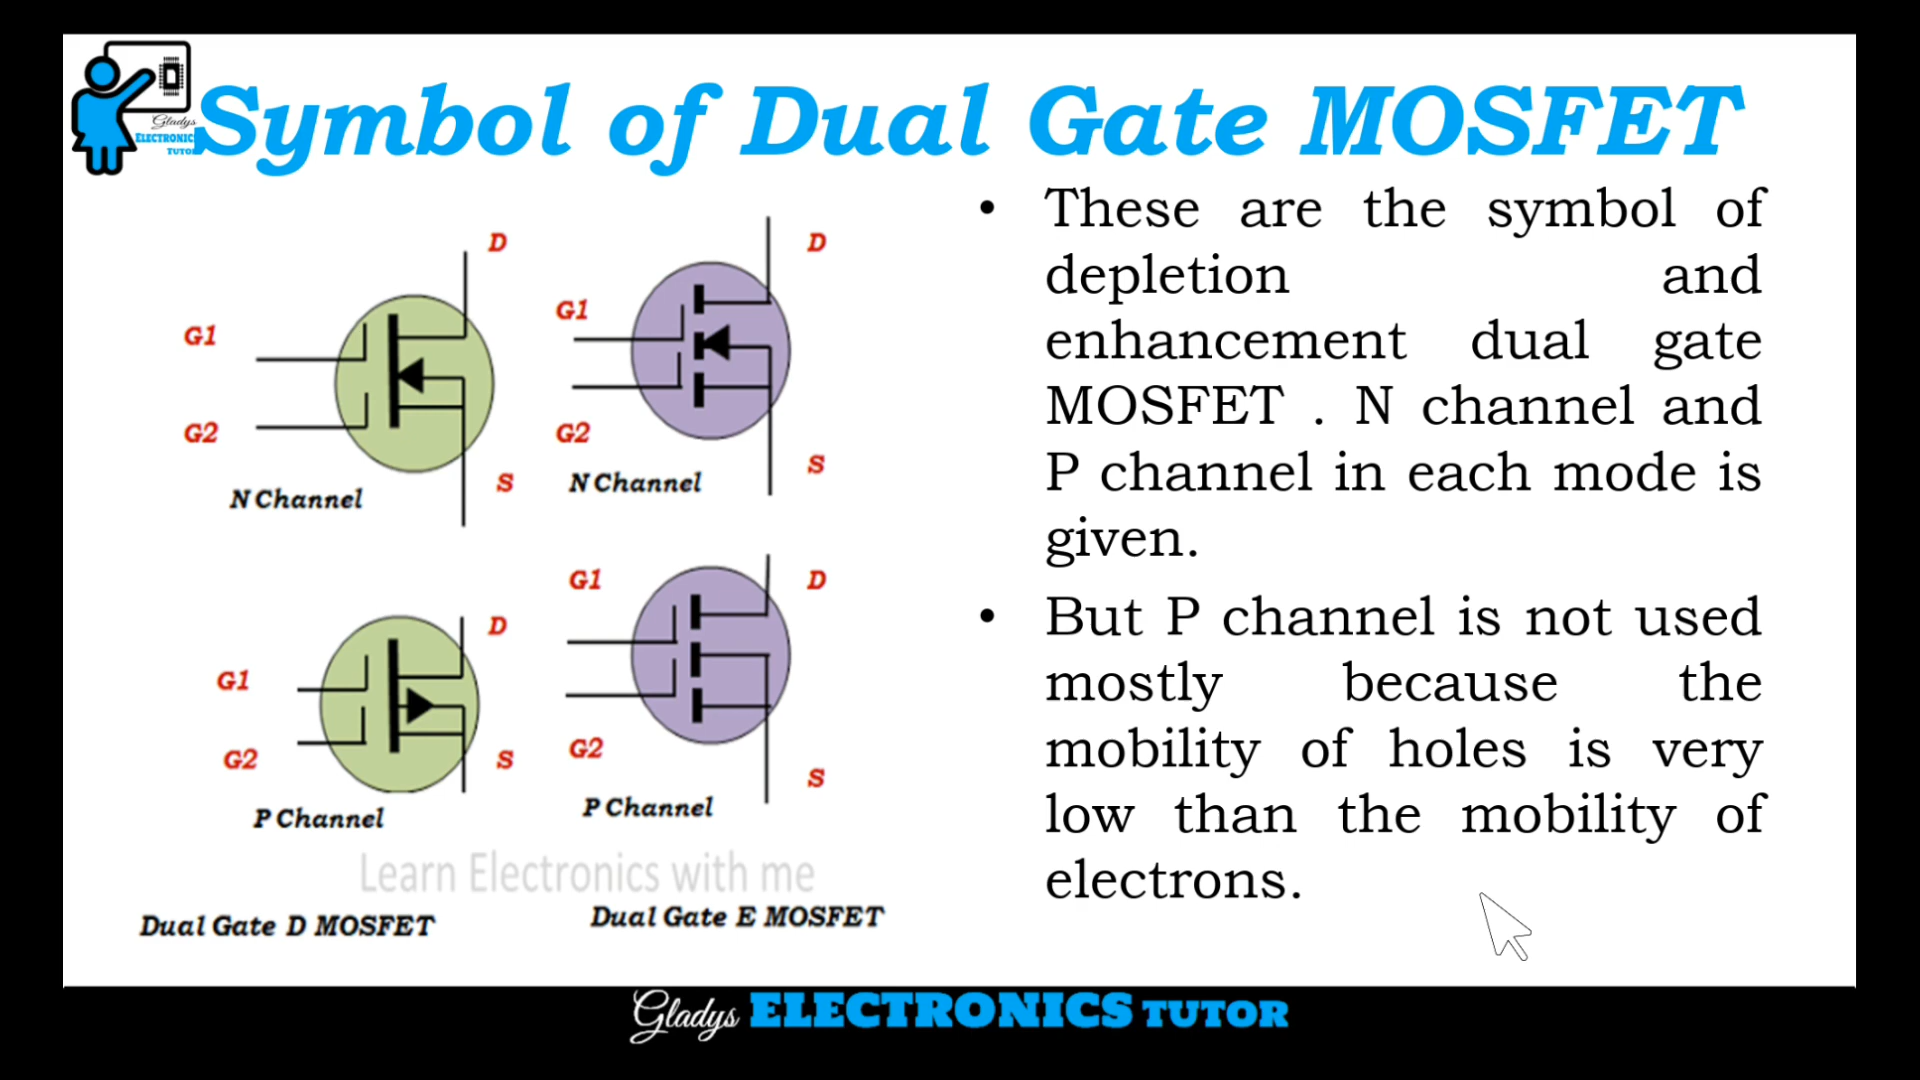 Gladys
ELECTRONICS
TUTOR
Symbol of Dual Gate MOSFET
D
G1
G2
S
N Channel
D
G1
G2
S
N Channel
D
G1
G2
S
P Channel
G1
D
G2
S
P Channel
Learn Electronics with me
Dual Gate D MOSFET
Dual Gate E MOSFET
• These are the symbol of
depletion and
enhancement dual gate
MOSFET . N channel and
P channel in each mode is
given.
• But P channel is not used
mostly because the
mobility of holes is very
low than the mobility of
electrons.
Gladys ELECTRONICS TUTOR